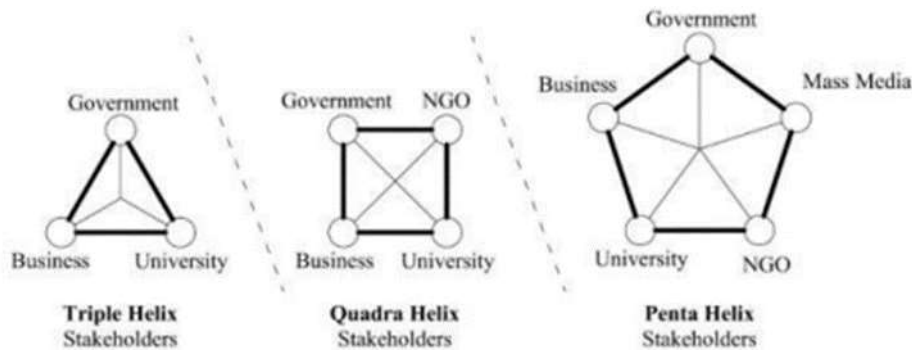 Government
Business
University
Triple Helix
Stakeholders
Government
NGO
Business
University
Quadra Helix
Stakeholders
Government
Business
Mass Media
University
NGO
Penta Helix
Stakeholders